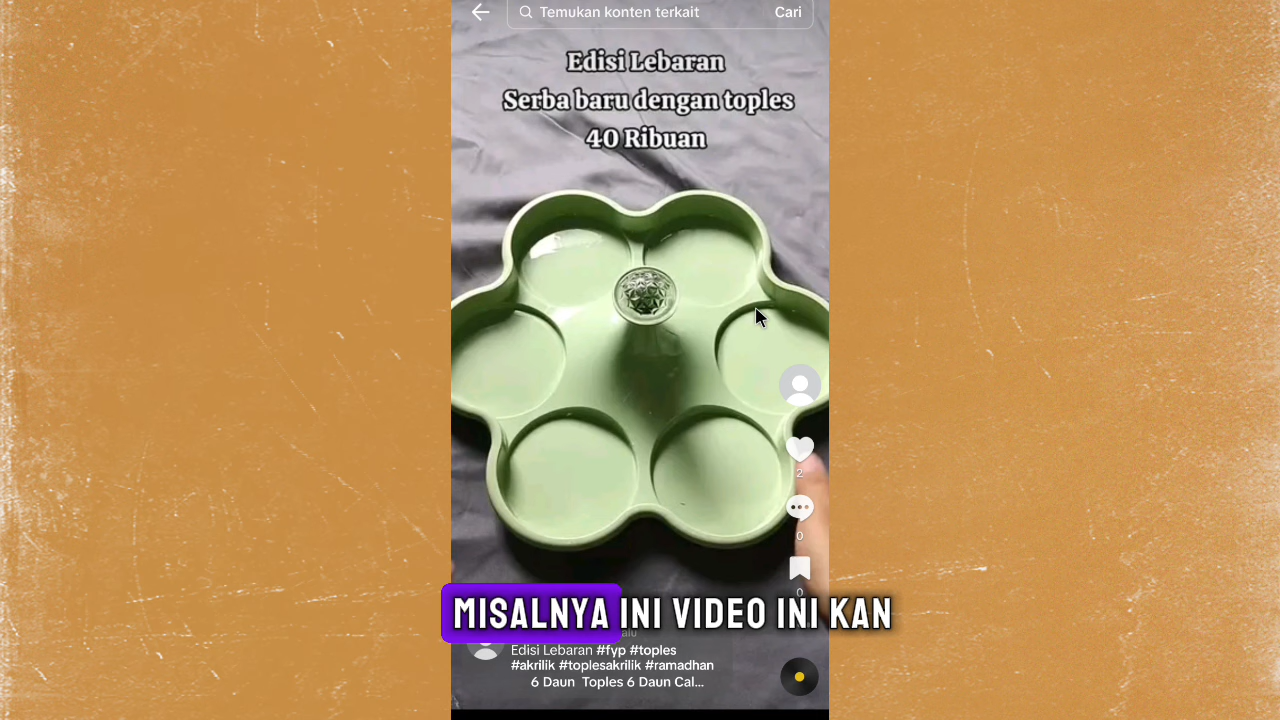 Temukan konten terkait Cari
Edisi Lebaran
Serba baru dengan toples
40 Ribuan
2
0
0
MISALNYA INI VIDEO INI KAN
alu
Edisi Lebaran #fyp #toples
#akrilik #toplesakrilik #ramadhan
6 Daun Toples 6 Daun Cal...